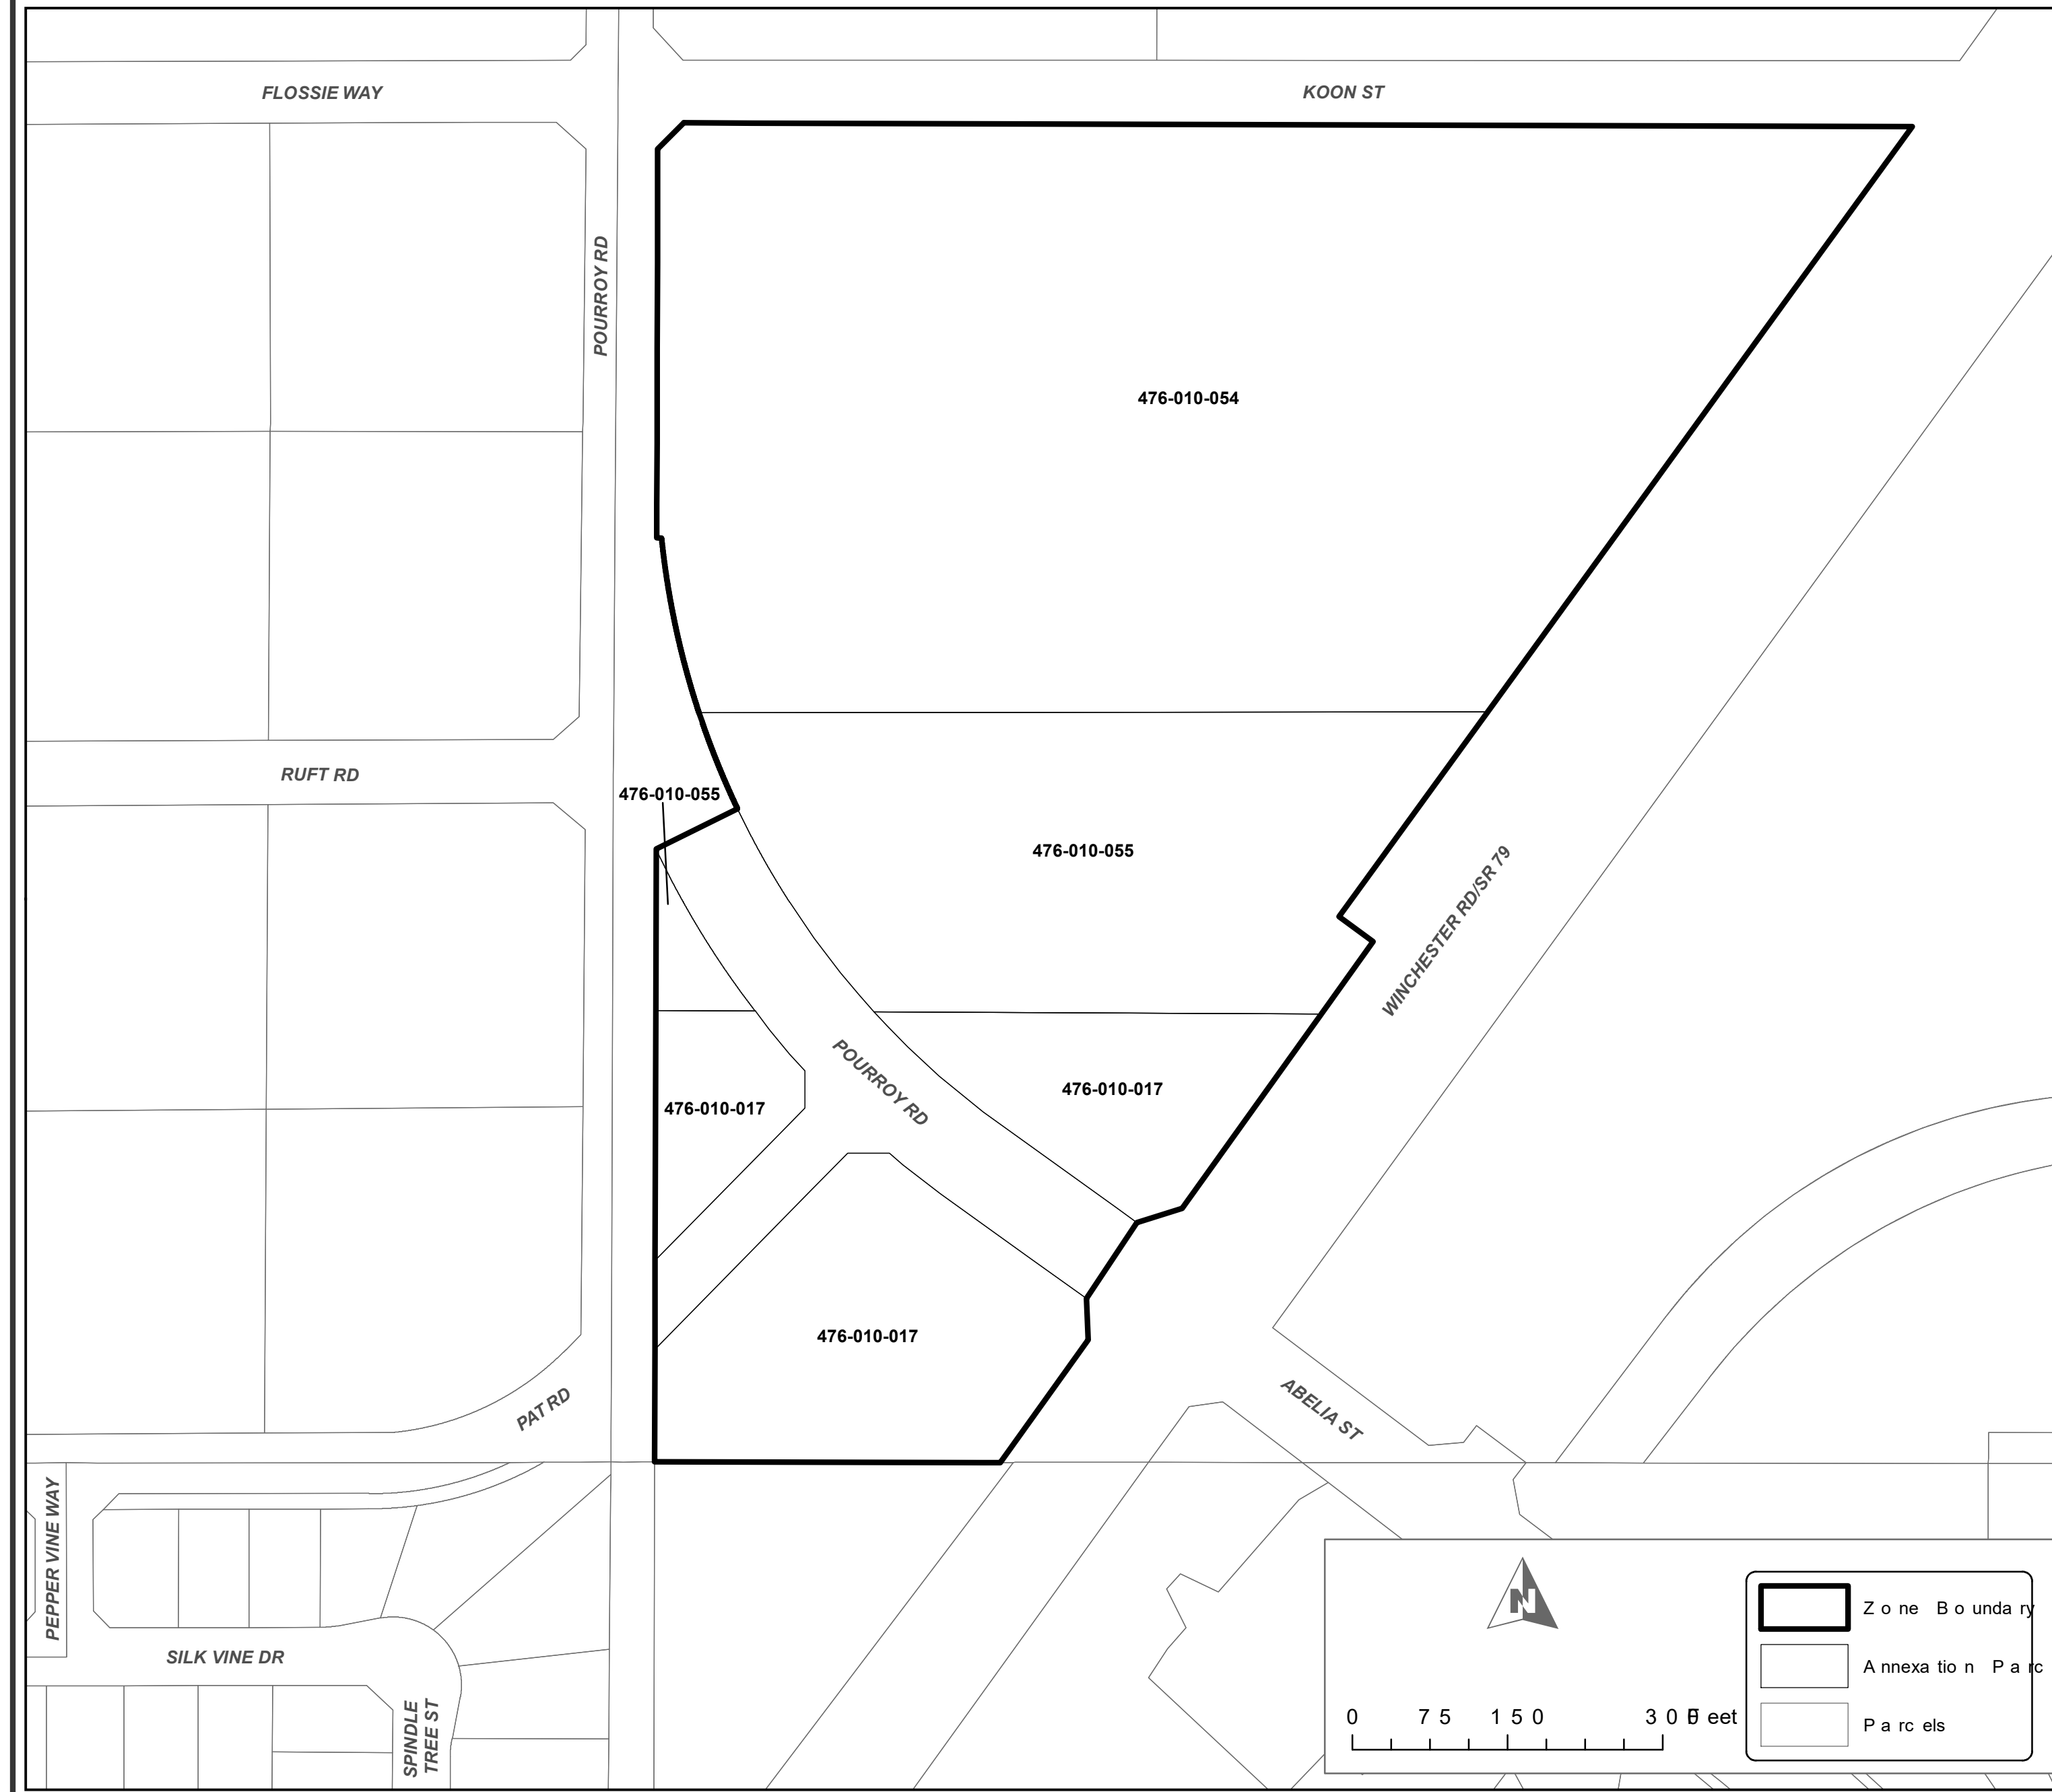 FLOSSIE WAY
KOON ST
POURROY RD
476-010-054
RUFT RD
476-010-055
476-010-055
WINCHESTER RD/SR 79
POURROY RD
476-010-017
476-010-017
476-010-017
PAT RD
ABELIA ST
PEPPER VINE WAY
SILK VINE DR
SPINDLE
TREE ST
N
Zone Boundary
Annexation Parc
Parcels
0 75 150 300 Feet